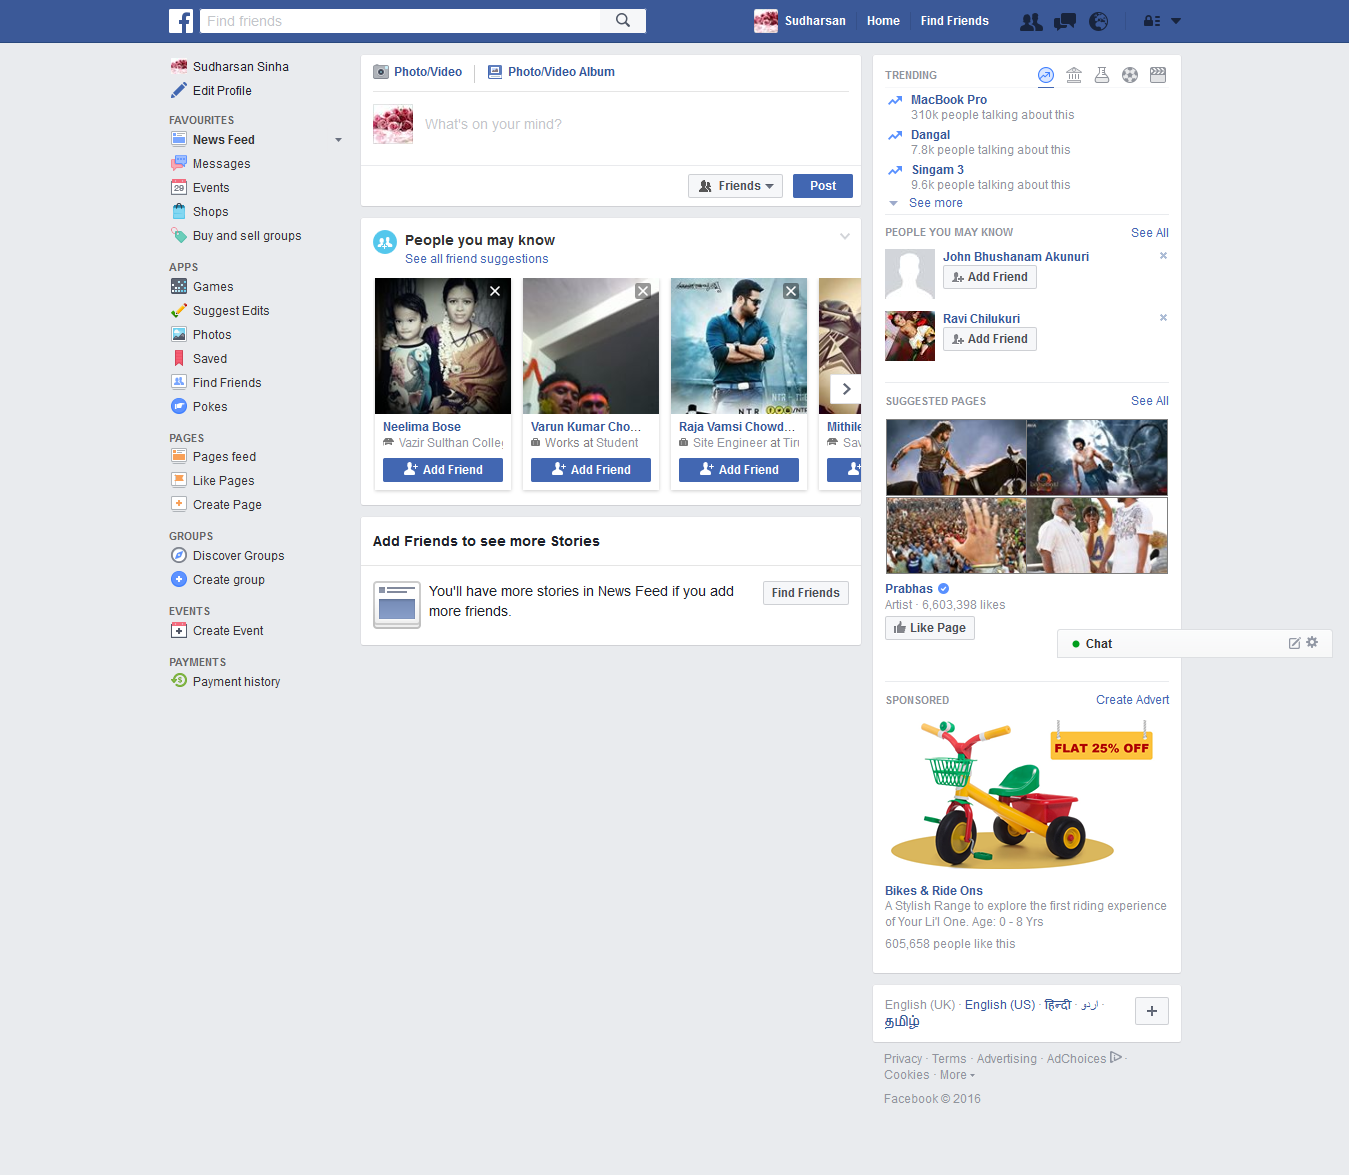 Find friends
Sudharsan
Home
Find Friends
Sudharsan Sinha
Edit Profile
FAVOURITES
News Feed
Messages
29
Events
Shops
Buy and sell groups
APPS
Games
Suggest Edits
Photos
Saved
Find Friends
Pokes
PAGES
Pages feed
Like Pages
Create Page
GROUPS
Discover Groups
Create group
EVENTS
Create Event
PAYMENTS
Payment history
Photo/Video
Photo/Video Album
What's on your mind?
Friends
Post
People you may know
See all friend suggestions
Neelima Bose
Vazir Sulthan Colleg
Add Friend
Varun Kumar Cho...
Works at Student
Add Friend
NTR
Raja Vamsi Chowd...
Site Engineer at Tiru
Add Friend
Mithile
Sav
Add Friends to see more Stories
You'll have more stories in News Feed if you add
more friends.
Find Friends
TRENDING
MacBook Pro
310k people talking about this
Dangal
7.8k people talking about this
Singam 3
9.6k people talking about this
See more
PEOPLE YOU MAY KNOW
See All
John Bhushanam Akunuri
Add Friend
Ravi Chilukuri
Add Friend
SUGGESTED PAGES
See All
Prabhas
Artist · 6,603,398 likes
Like Page
Chat
SPONSORED
Create Advert
FLAT 25% OFF
Bikes & Ride Ons
A Stylish Range to explore the first riding experience
of Your Li'l One. Age: 0 - 8 Yrs
605,658 people like this
English (UK) · English (US) · हिन्दी · اردو ·
தமிழ்
Privacy · Terms · Advertising · AdChoices ·
Cookies · More
Facebook © 2016